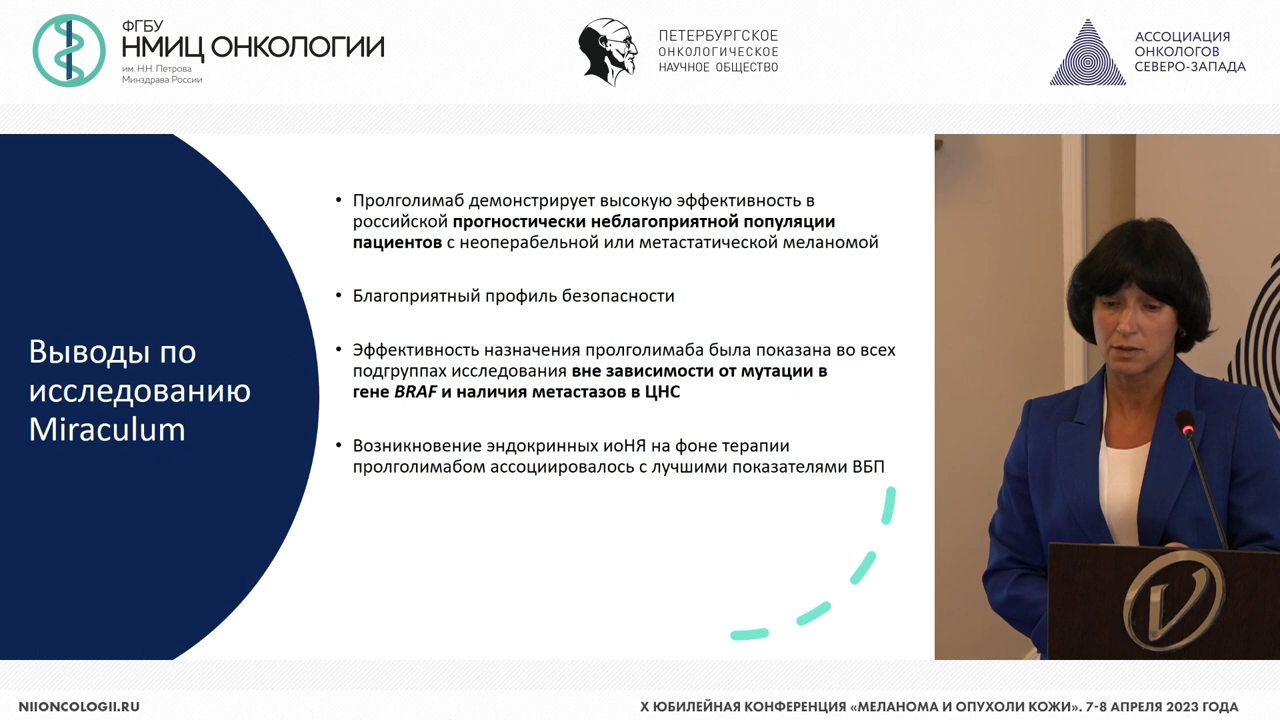 ФГБУ
НМИЦ ОНКОЛОГИИ
им. Н.Н. Петрова
Минздрава России
ПЕТЕРБУРГСКОЕ
ОНКОЛОГИЧЕСКОЕ
НАУЧНОЕ ОБЩЕСТВО
АССОЦИАЦИЯ
ОНКОЛОГОВ
СЕВЕРО-ЗАПАДА
Выводы по
исследованию
Miraculum
• Пролголимаб демонстрирует высокую эффективность в
российской прогностически неблагоприятной популяции
пациентов с неоперабельной или метастатической меланомой
• Благоприятный профиль безопасности
• Эффективность назначения пролголимаба была показана во всех
подгруппах исследования вне зависимости от мутации в
гене BRAF и наличия метастазов в ЦНС
• Возникновение эндокринных иоНЯ на фоне терапии
пролголимабом ассоциировалось с лучшими показателями ВБП
V
NIIONCOLOGII.RU
X ЮБИЛЕЙНАЯ КОНФЕРЕНЦИЯ «МЕЛАНОМА И ОПУХОЛИ КОЖИ». 7-8 АПРЕЛЯ 2023 ГОДА